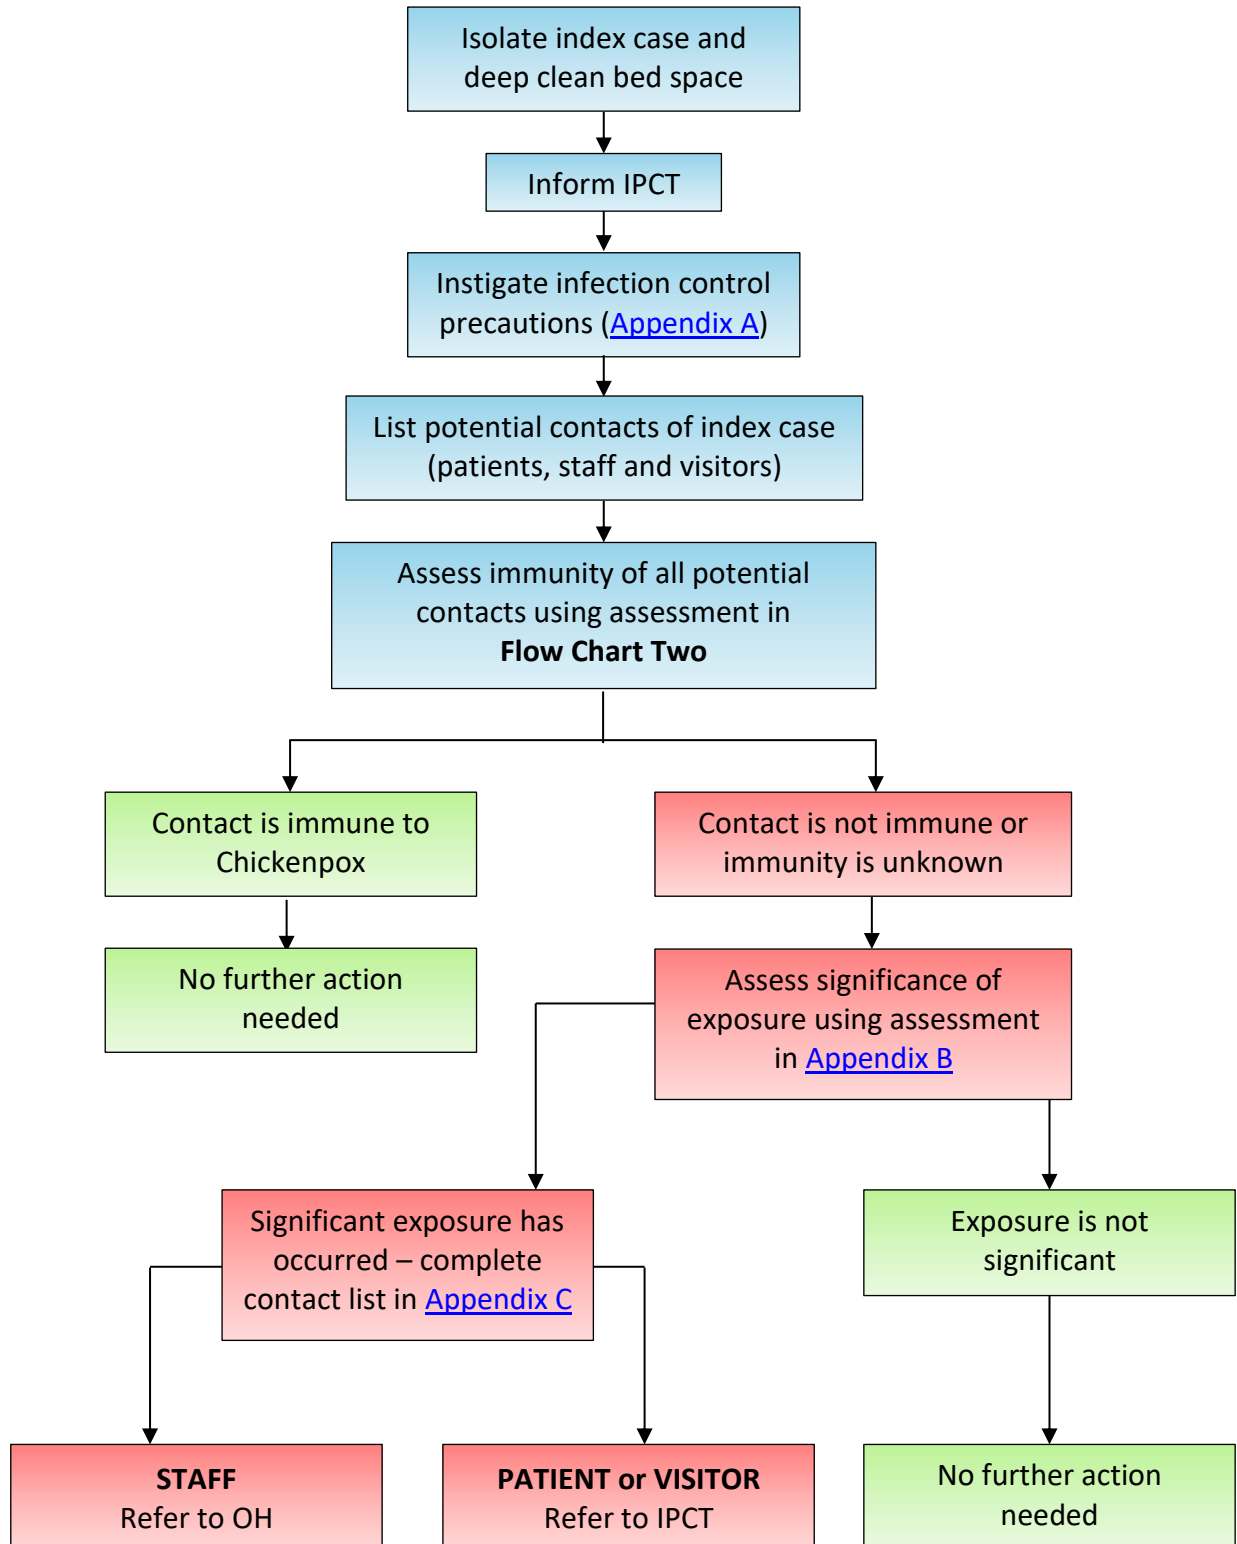 Isolate index case and
deep clean bed space
Inform IPCT
Instigate infection control
precautions (Appendix A)
List potential contacts of index case
(patients, staff and visitors)
Assess immunity of all potential
contacts using assessment in
Flow Chart Two
Contact is immune to
Chickenpox
Contact is not immune or
immunity is unknown
No further action
needed
Assess significance of
exposure using assessment
in Appendix B
Significant exposure has
occurred – complete
contact list in Appendix C
Exposure is not
significant
STAFF
Refer to OH
PATIENT or VISITOR
Refer to IPCT
No further action
needed